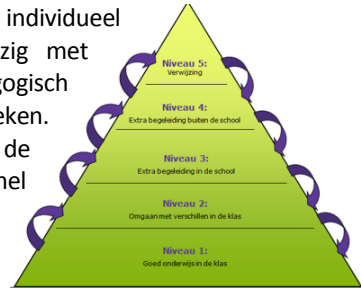 individueel
zig met
gogisch
eken.
de
nel
Niveau 5:
Verwijzing
Niveau 4:
Extra begeleiding buiten de school
Niveau 3:
Extra begeleiding in de school
Niveau 2:
Omgaan met verschillen in de klas
Niveau 1:
Goed onderwijs in de klas